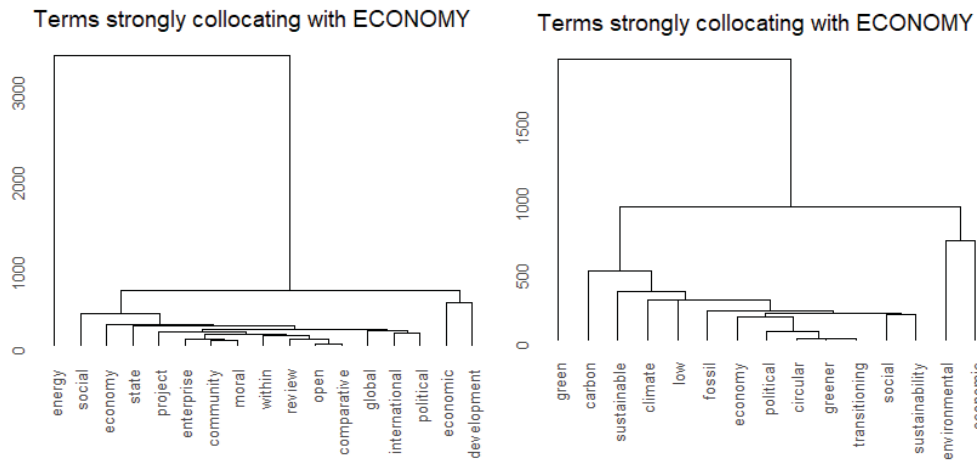 Terms strongly collocating with ECONOMY
3000
2000
1000
0
energy
social
economy
state
project
enterprise
community
moral
within
review
open
comparative
global
international
political
economic
development
Terms strongly collocating with ECONOMY
1500
1000
500
0
green
carbon
sustainable
climate
low
fossil
economy
political
circular
greener
transitioning
social
sustainability
environmental
economic